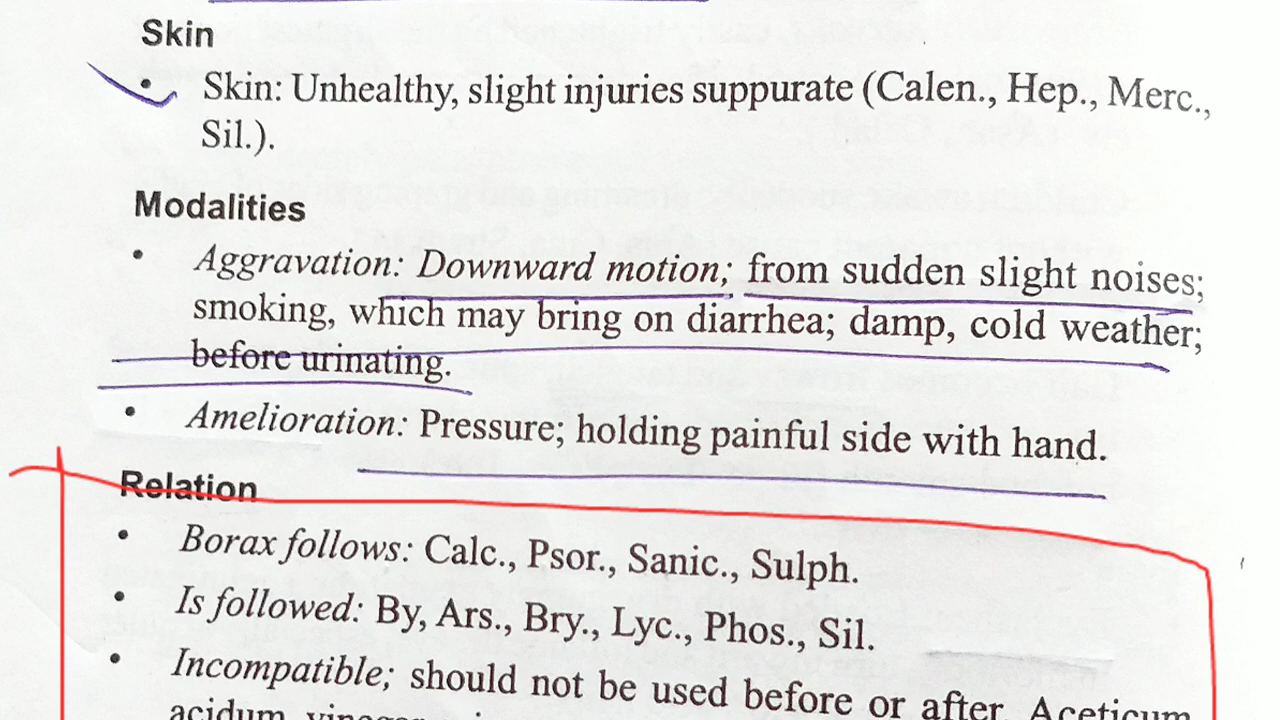 Skin
• Skin: Unhealthy, slight injuries suppurate (Calen., Hep., Merc.,
Sil.).
Modalities
• Aggravation: Downward motion; from sudden slight noises;
smoking, which may bring on diarrhea; damp, cold weather;
before urinating.
• Amelioration: Pressure; holding painful side with hand.
Relation
• Borax follows: Calc., Psor., Sanic., Sulph.
• Is followed: By, Ars., Bry., Lyc., Phos., Sil.
• Incompatible; should not be used before or after, Aceticum
acidum, vinegar